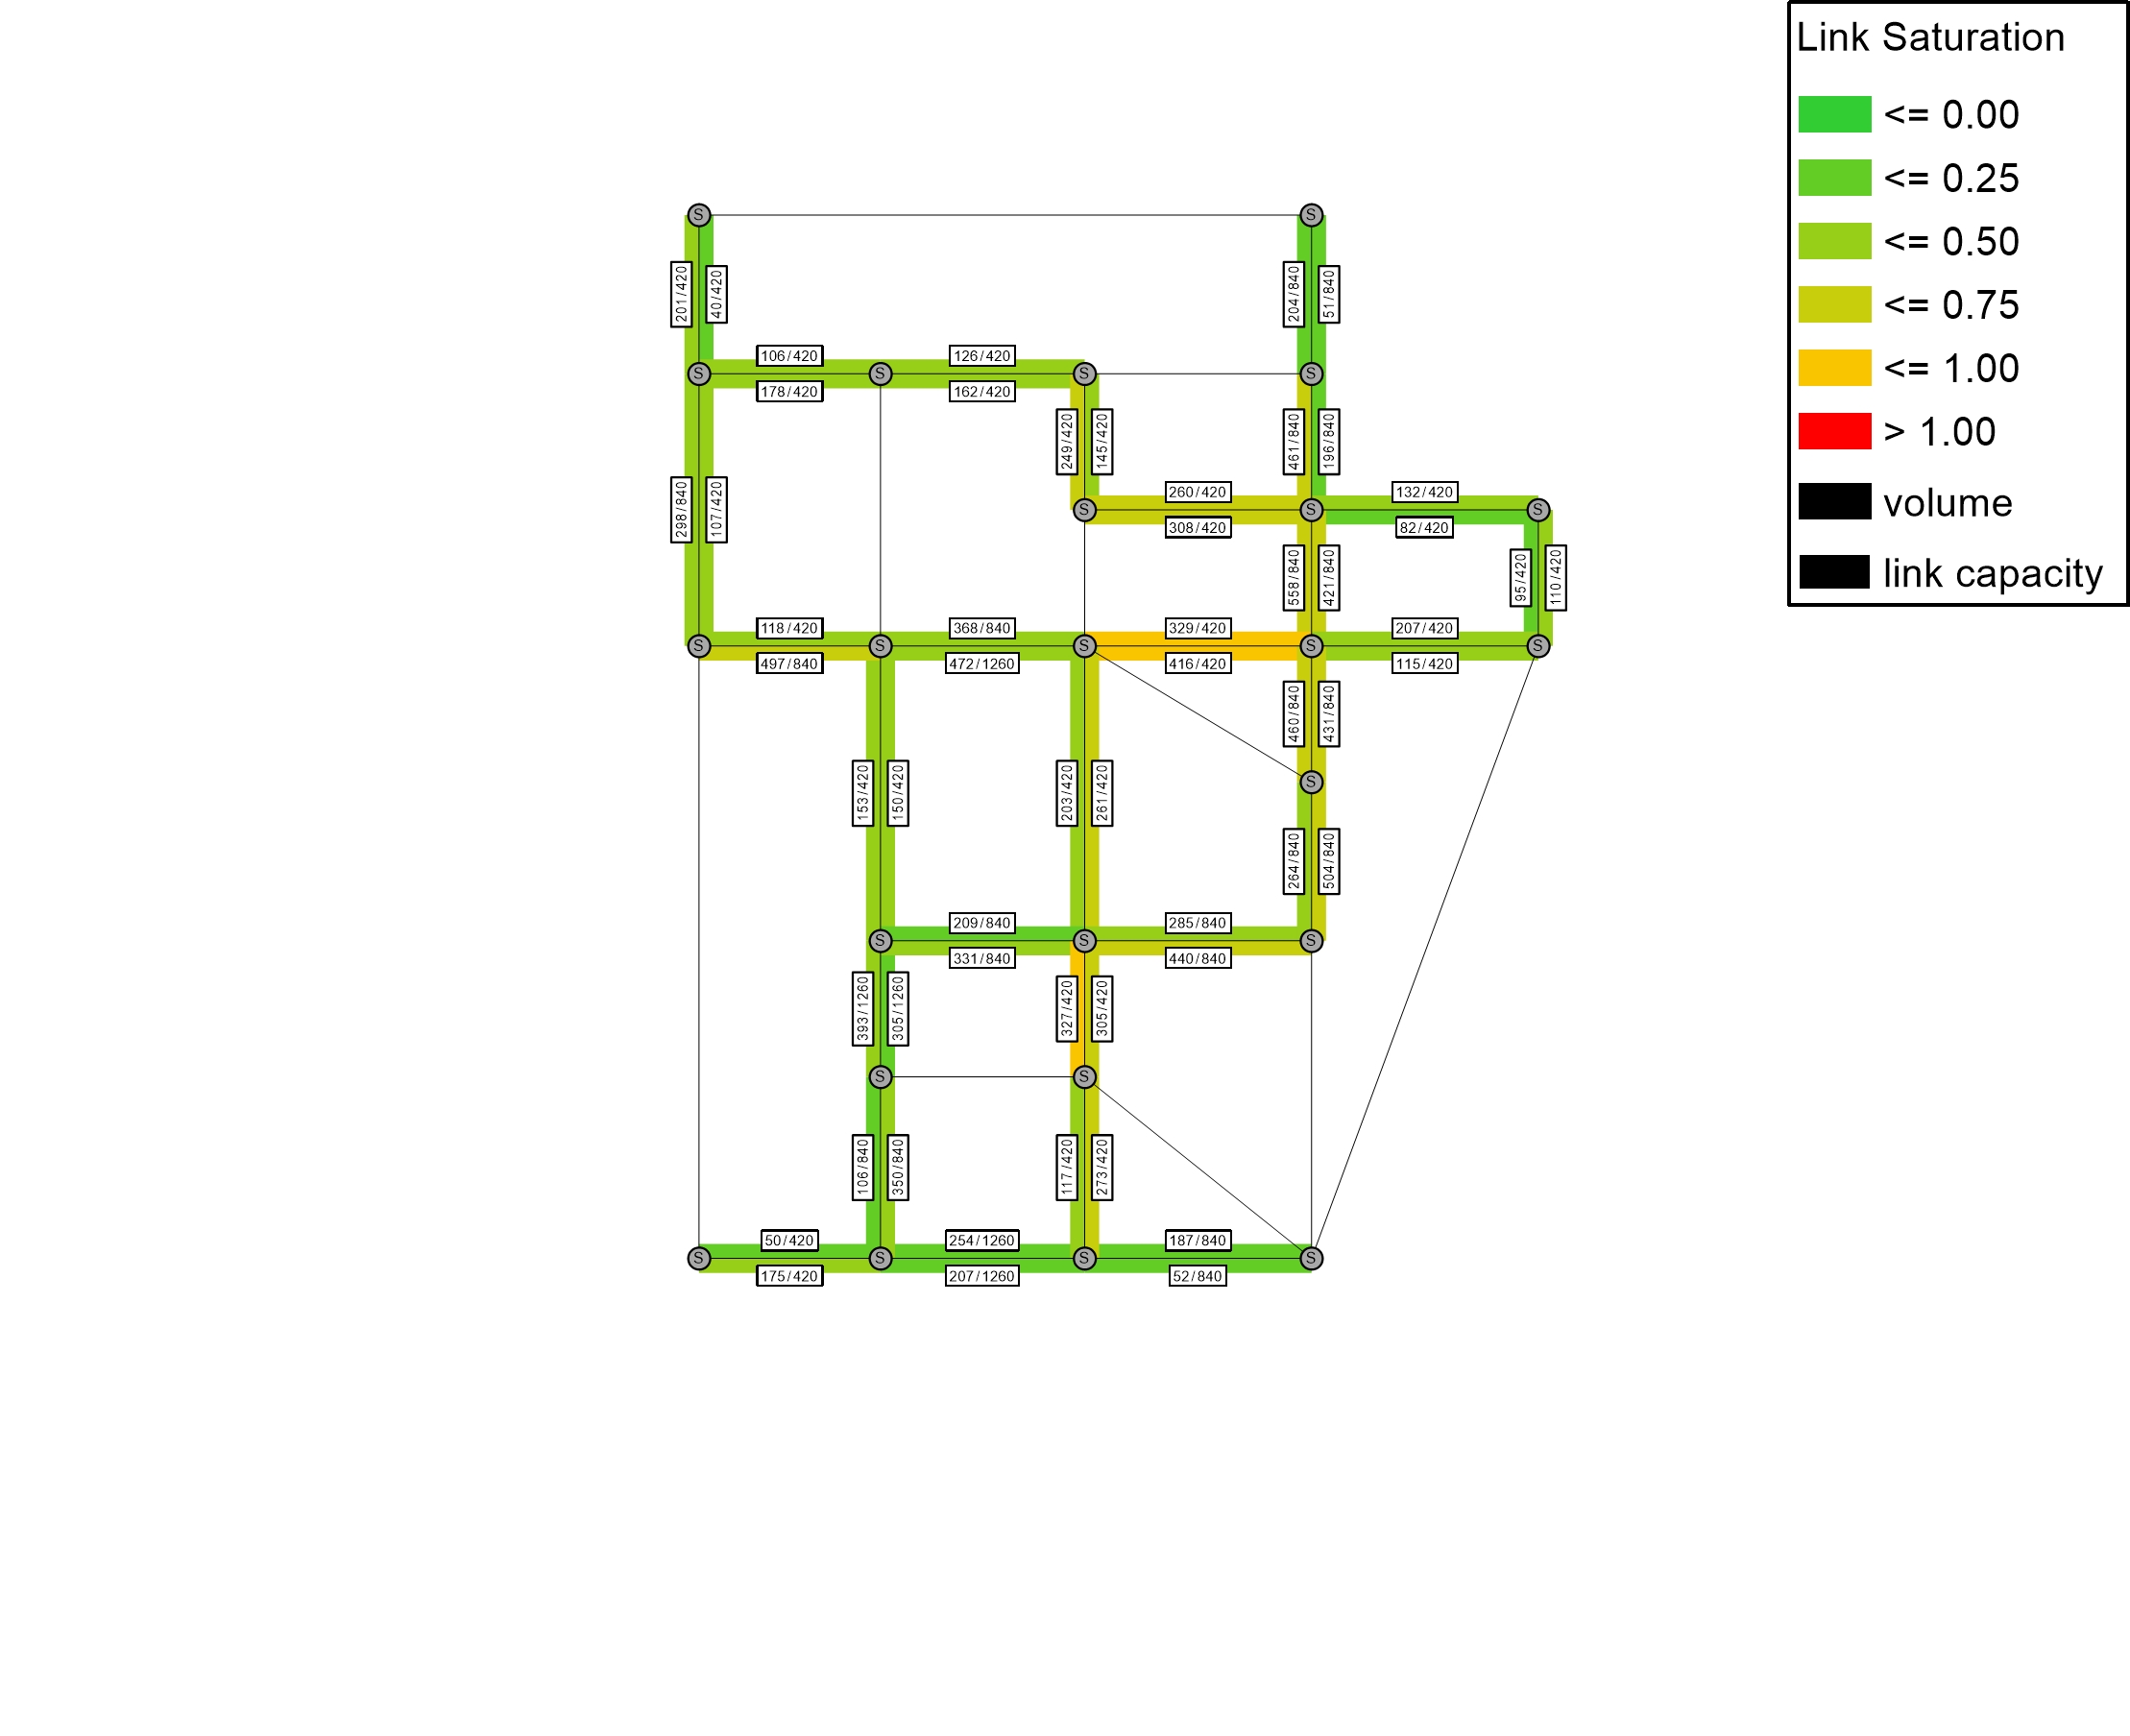 Link Saturation
<= 0.00
<= 0.25
<= 0.50
<= 0.75
<= 1.00
> 1.00
volume
link capacity
S
S
201/420
40/420
204/840
51/840
106/420
126/420
S
S
S
S
178/420
162/420
249/420
145/420
461/840
196/840
298/840
107/420
260/420
132/420
S
S
S
308/420
82/420
558/840
421/840
95/420
110/420
118/420
368/840
329/420
207/420
S
S
S
S
S
497/840
472/1260
416/420
115/420
460/840
431/840
153/420
150/420
203/420
261/420
S
264/840
504/840
209/840
285/840
S
S
S
331/840
440/840
393/1260
305/1260
327/420
305/420
S
S
106/840
350/840
117/420
273/420
50/420
254/1260
187/840
S
S
S
S
175/420
207/1260
52/840